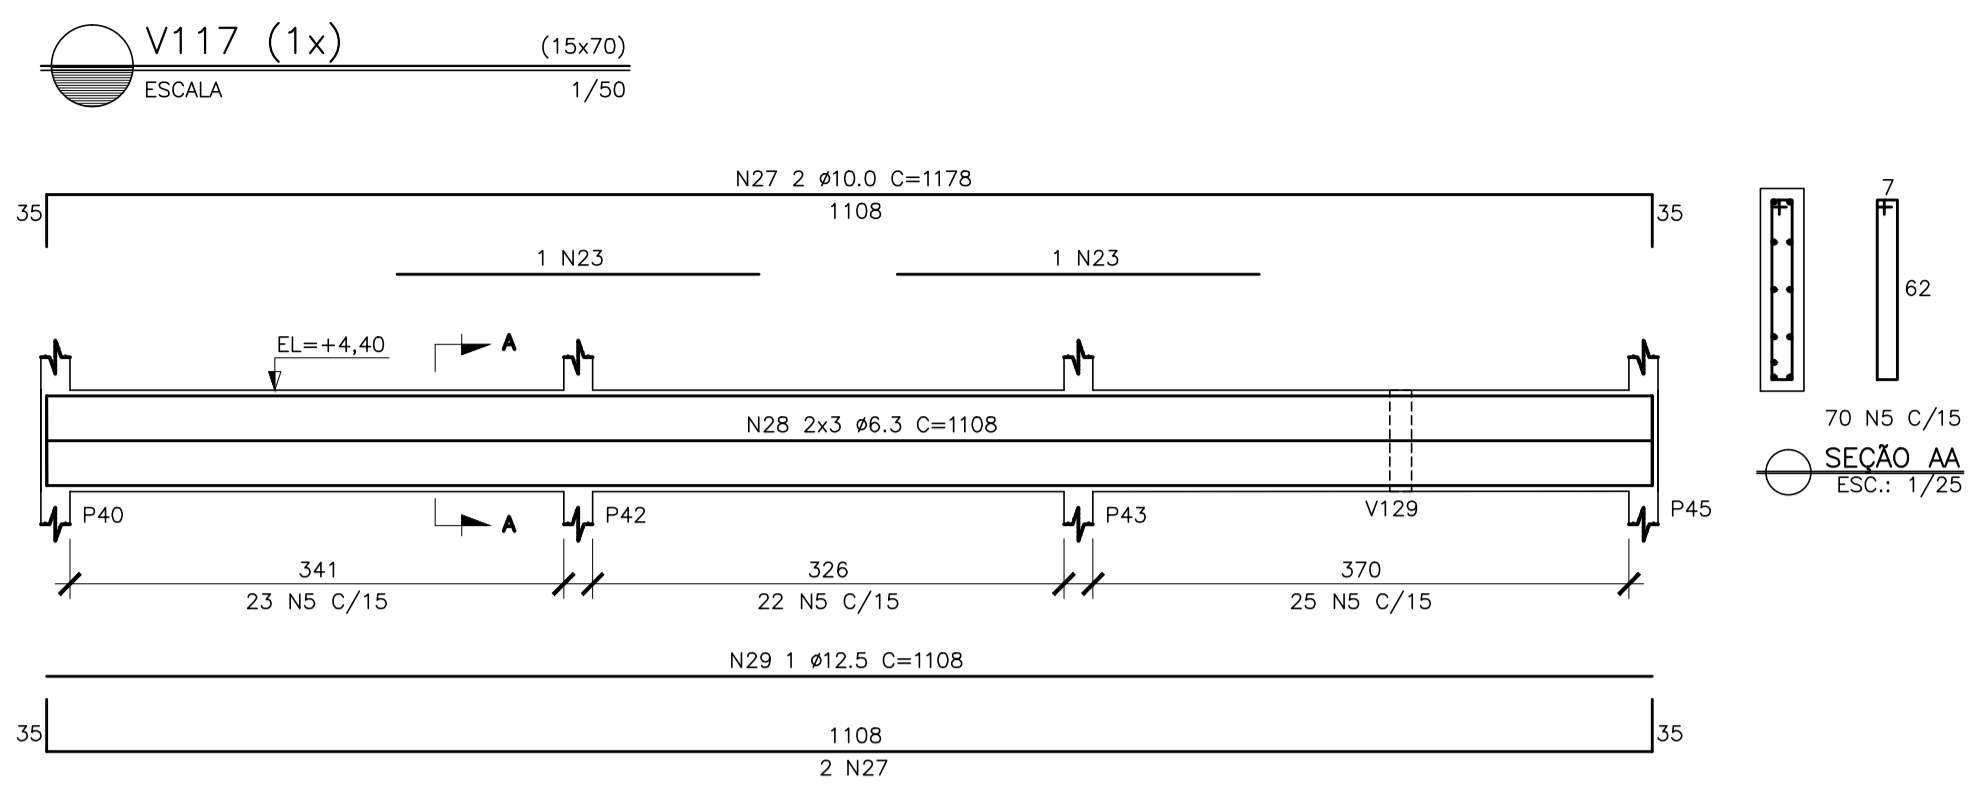 V117 (1x) (15x70)
ESCALA 1/50
N27 2 ø10.0 C=1178
35 1108 35
1 N23 1 N23
7
62
EL=+4,40
A
N28 2x3 ø6.3 C=1108
70 N5 C/15
SEÇÃO AA
ESC.: 1/25
P40 A P42 P43 V129 P45
341 326 370
23 N5 C/15 22 N5 C/15 25 N5 C/15
N29 1 ø12.5 C=1108
35 1108 35
2 N27